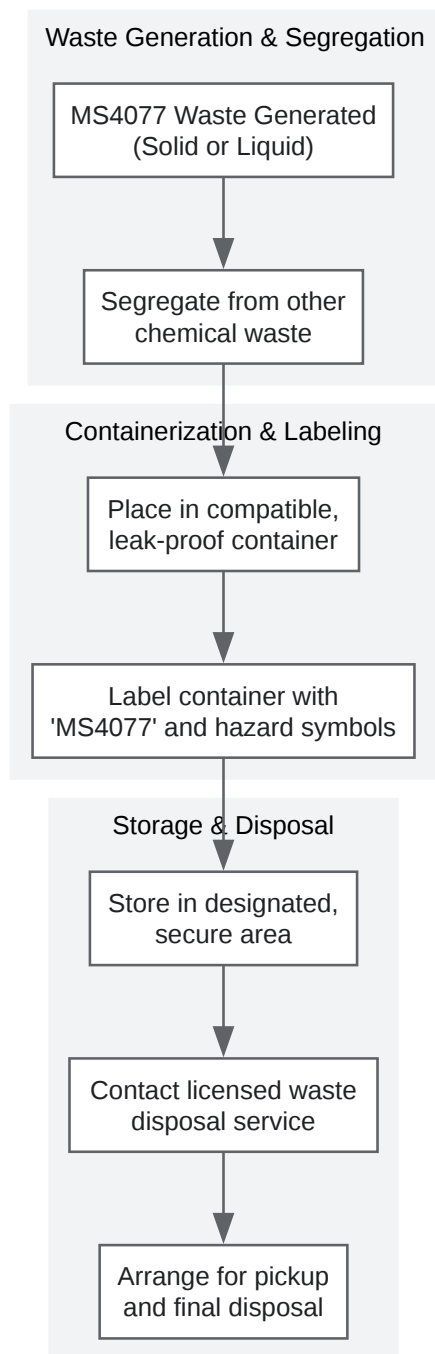 Waste Generation & Segregation
MS4077 Waste Generated
(Solid or Liquid)
Segregate from other
chemical waste
Containerization & Labeling
Place in compatible,
leak-proof container
Label container with
'MS4077' and hazard symbols
Storage & Disposal
Store in designated,
secure area
Contact licensed waste
disposal service
Arrange for pickup
and final disposal